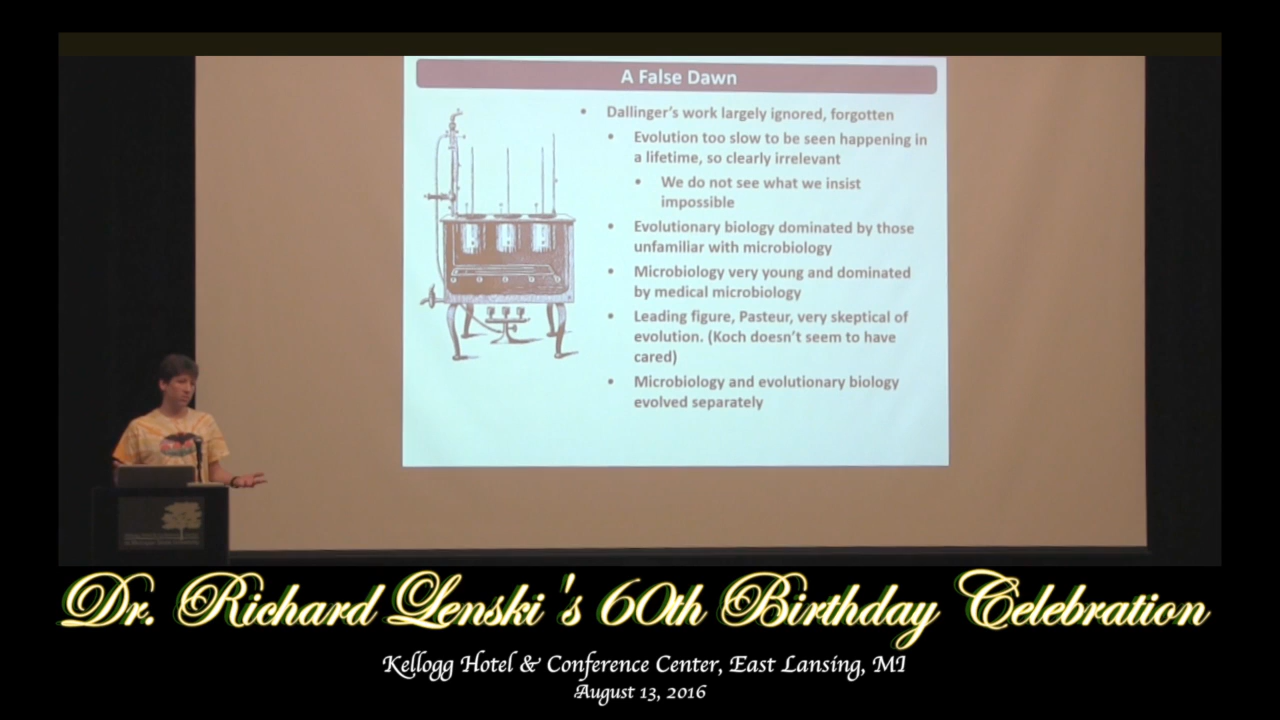 A False Dawn
• Dallinger's work largely ignored, forgotten
• Evolution too slow to be seen happening in
a lifetime, so clearly irrelevant
• We do not see what we insist
impossible
• Evolutionary biology dominated by those
unfamiliar with microbiology
• Microbiology very young and dominated
by medical microbiology
• Leading figure, Pasteur, very skeptical of
evolution. (Koch doesn't seem to have
cared)
• Microbiology and evolutionary biology
evolved separately
Dr. Richard Lenski's 60th Birthday Celebration
Kellogg Hotel & Conference Center, East Lansing, MI
August 13, 2016